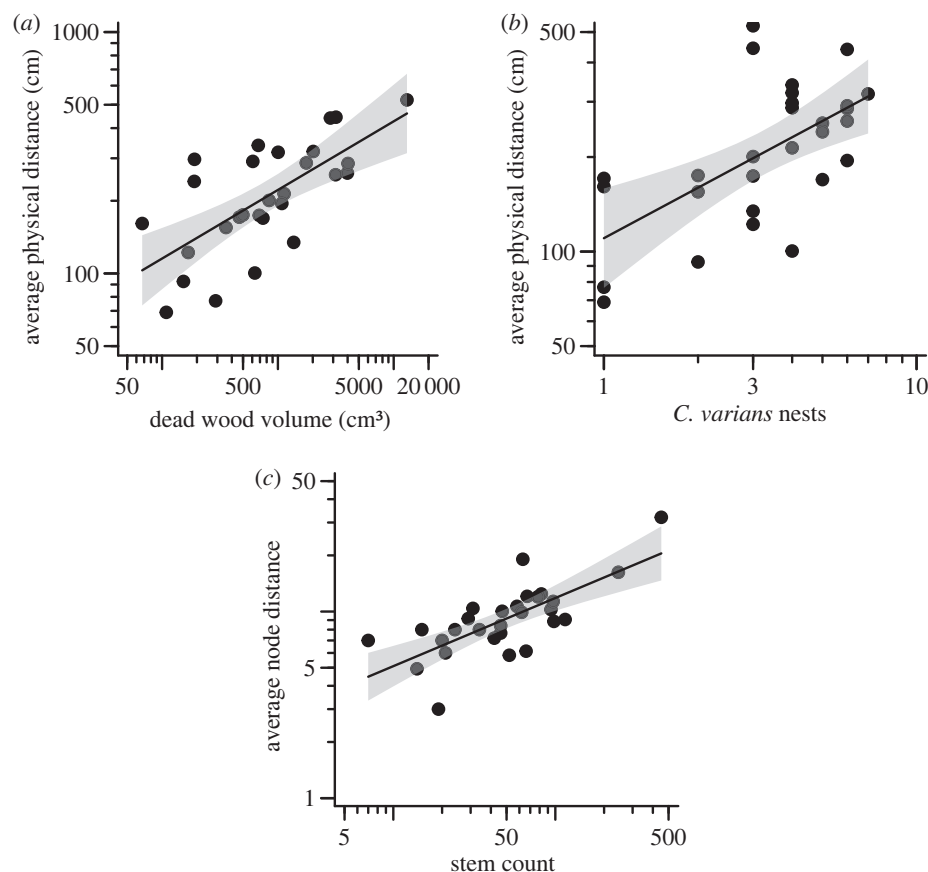 (a)
1000
500
100
50
average physical distance (cm)
50 500 5000 20 000
dead wood volume (cm³)
(b)
500
100
50
average physical distance (cm)
1 3 10
C. varians nests
(c)
50
5
1
average node distance
5 50 500
stem count